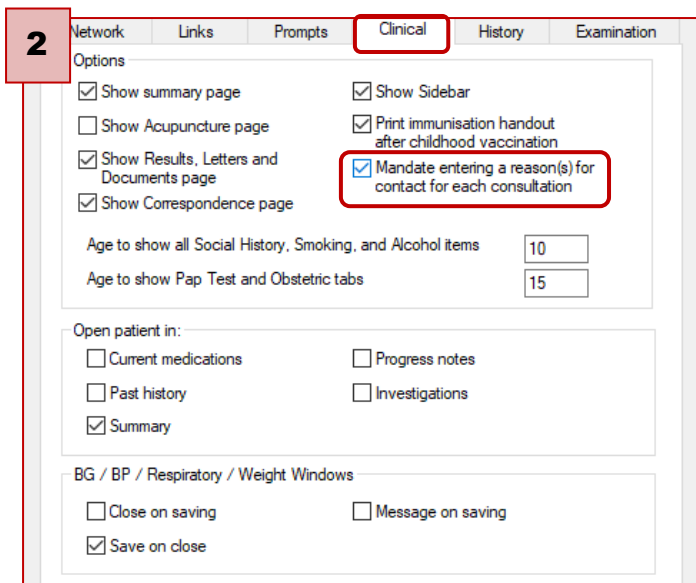 2
Network Links Prompts Clinical History Examination
Options
Show summary page
Show Sidebar
Show Acupuncture page
Print immunisation handout
after childhood vaccination
Show Results, Letters and
Documents page
Mandate entering a reason(s) for
contact for each consultation
Show Correspondence page
Age to show all Social History, Smoking, and Alcohol items 10
Age to show Pap Test and Obstetric tabs 15
Open patient in:
Current medications
Progress notes
Past history
Investigations
Summary
BG / BP / Respiratory / Weight Windows
Close on saving
Message on saving
Save on close